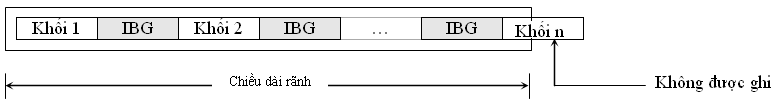 Khối 1 IBG Khối 2 IBG ... IBG Khối n
Chiều dài rãnh
Không được ghi